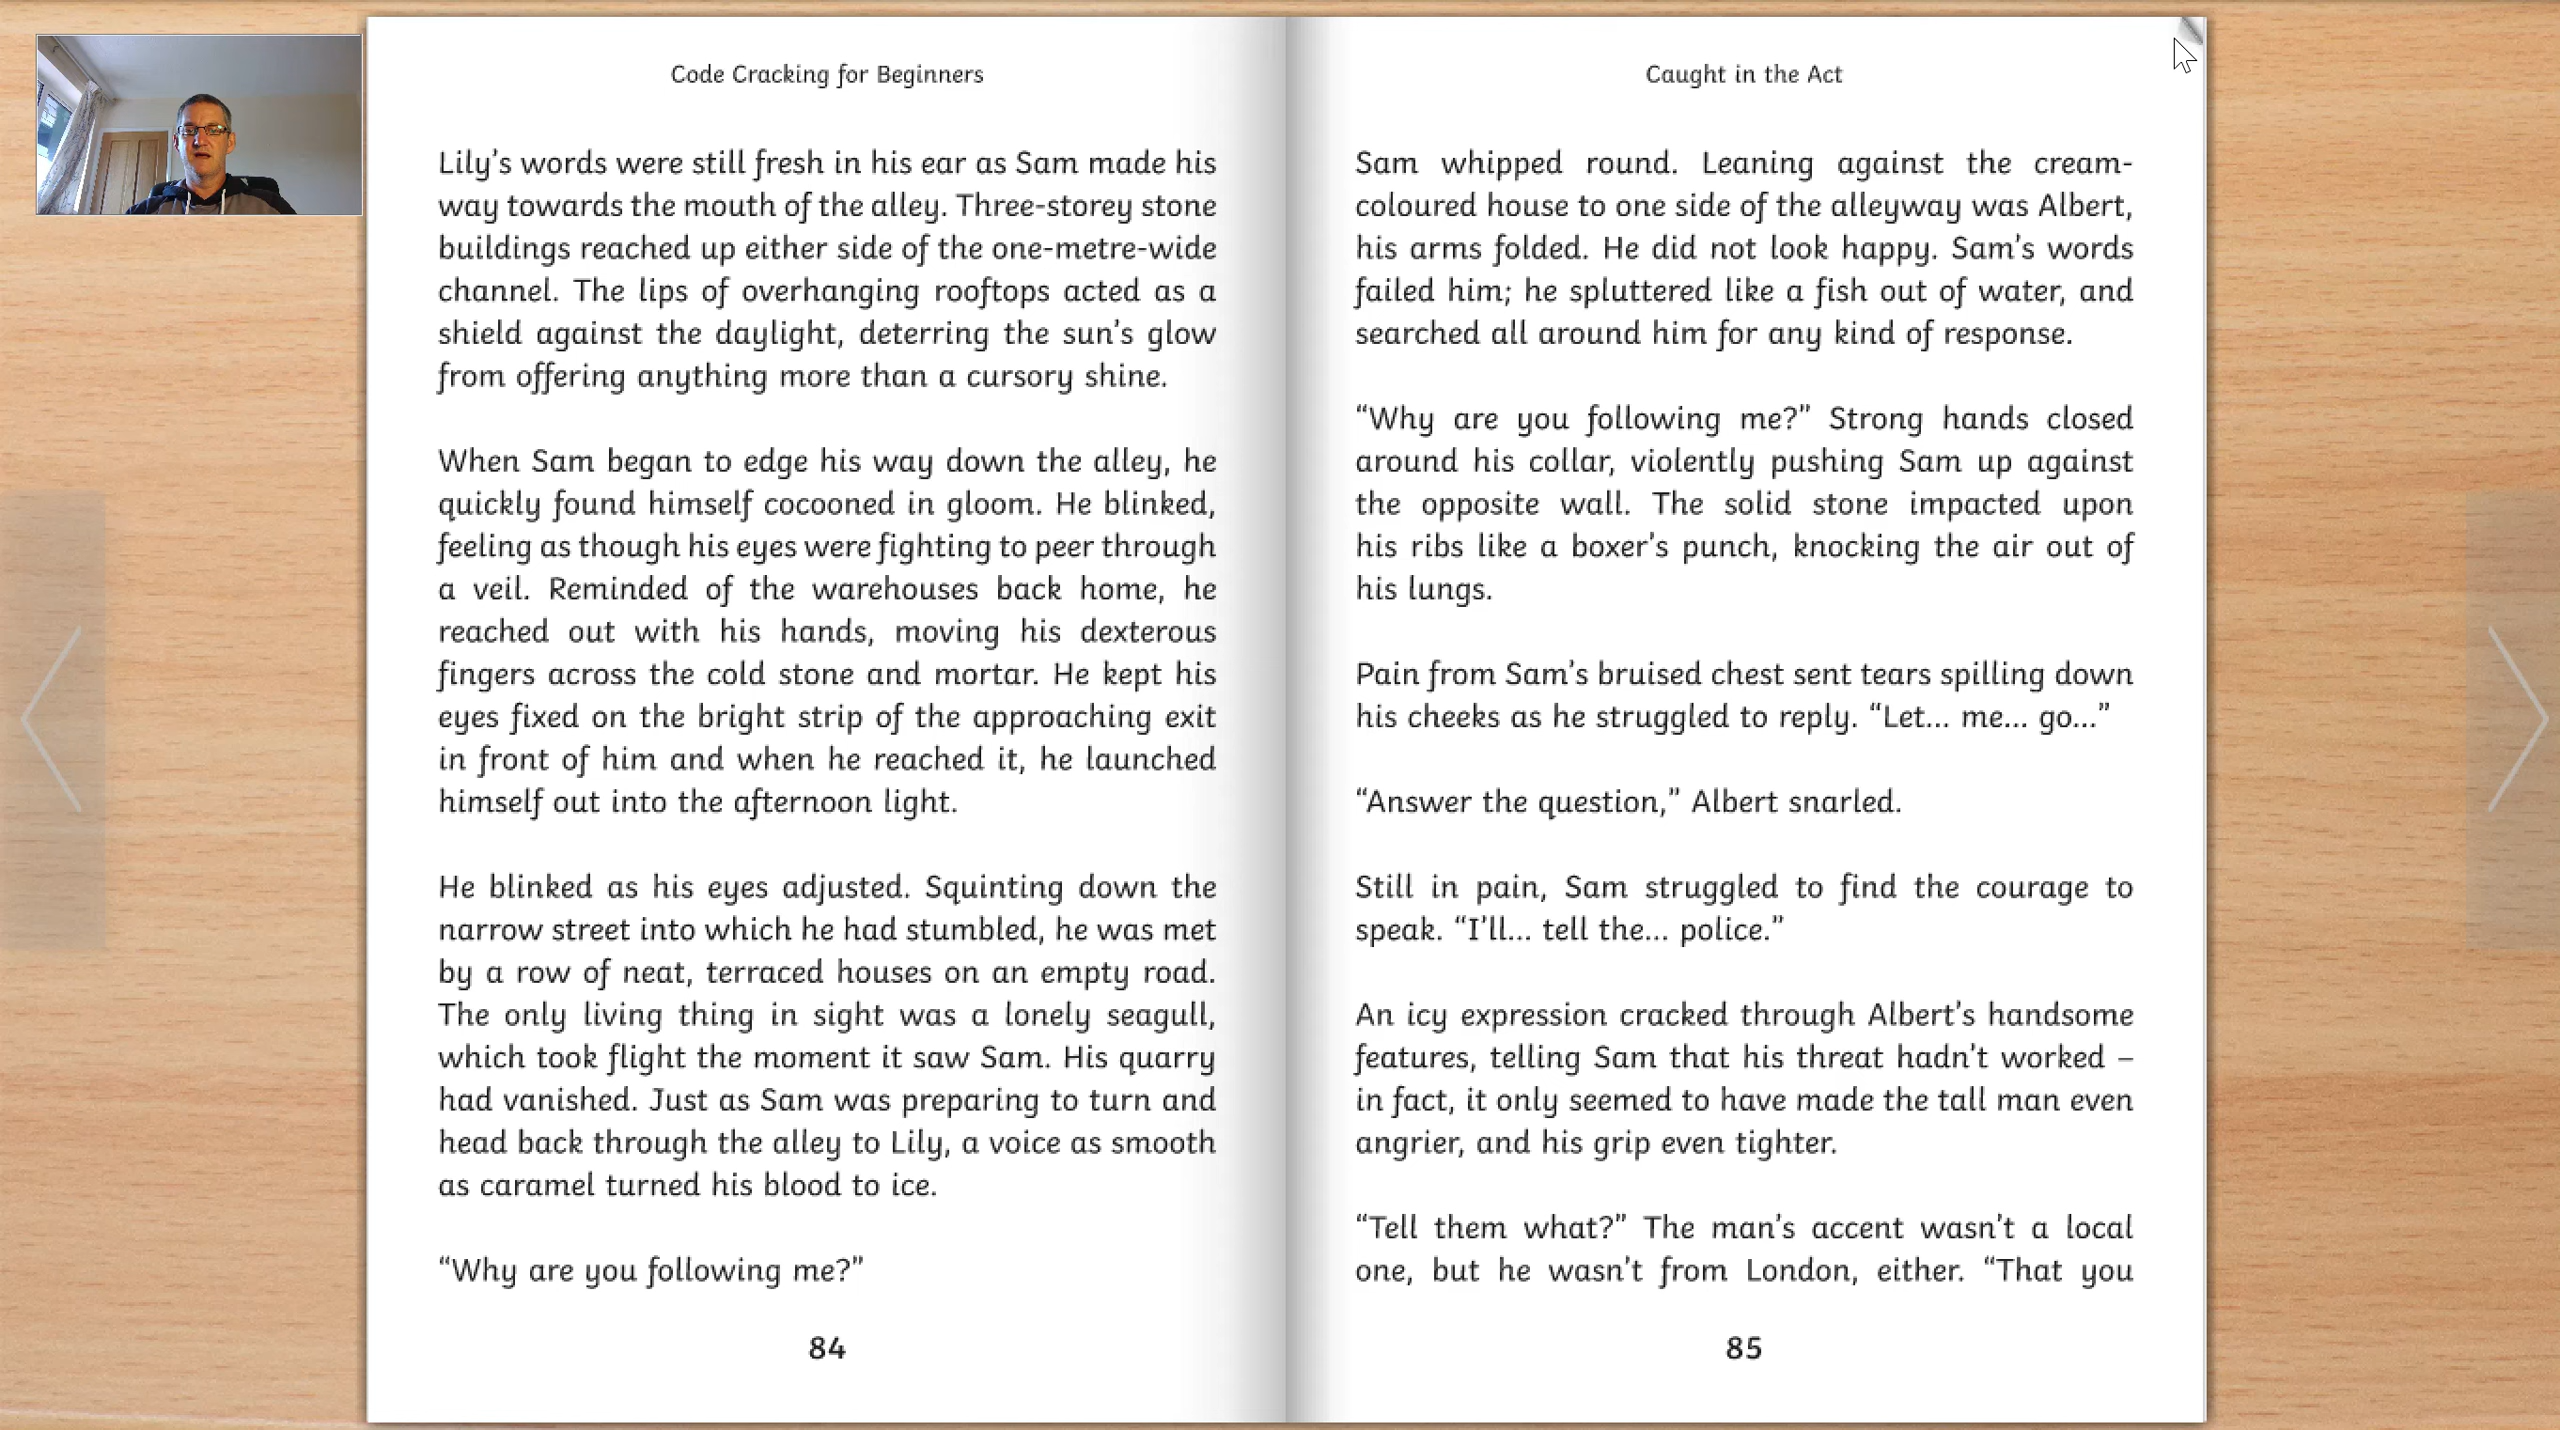 Code Cracking for Beginners
Lily’s words were still fresh in his ear as Sam made his
way towards the mouth of the alley. Three-storey stone
buildings reached up either side of the one-metre-wide
channel. The lips of overhanging rooftops acted as a
shield against the daylight, deterring the sun’s glow
from offering anything more than a cursory shine.
When Sam began to edge his way down the alley, he
quickly found himself cocooned in gloom. He blinked,
feeling as though his eyes were fighting to peer through
a veil. Reminded of the warehouses back home, he
reached out with his hands, moving his dexterous
fingers across the cold stone and mortar. He kept his
eyes fixed on the bright strip of the approaching exit
in front of him and when he reached it, he launched
himself out into the afternoon light.
He blinked as his eyes adjusted. Squinting down the
narrow street into which he had stumbled, he was met
by a row of neat, terraced houses on an empty road.
The only living thing in sight was a lonely seagull,
which took flight the moment it saw Sam. His quarry
had vanished. Just as Sam was preparing to turn and
head back through the alley to Lily, a voice as smooth
as caramel turned his blood to ice.
“Why are you following me?”
84
Caught in the Act
Sam whipped round. Leaning against the cream-
coloured house to one side of the alleyway was Albert,
his arms folded. He did not look happy. Sam’s words
failed him; he spluttered like a fish out of water, and
searched all around him for any kind of response.
“Why are you following me?” Strong hands closed
around his collar, violently pushing Sam up against
the opposite wall. The solid stone impacted upon
his ribs like a boxer’s punch, knocking the air out of
his lungs.
Pain from Sam’s bruised chest sent tears spilling down
his cheeks as he struggled to reply. “Let... me... go...”
“Answer the question,” Albert snarled.
Still in pain, Sam struggled to find the courage to
speak. “I’ll... tell the... police.”
An icy expression cracked through Albert’s handsome
features, telling Sam that his threat hadn’t worked –
in fact, it only seemed to have made the tall man even
angrier, and his grip even tighter.
“Tell them what?” The man’s accent wasn’t a local
one, but he wasn’t from London, either. “That you
85